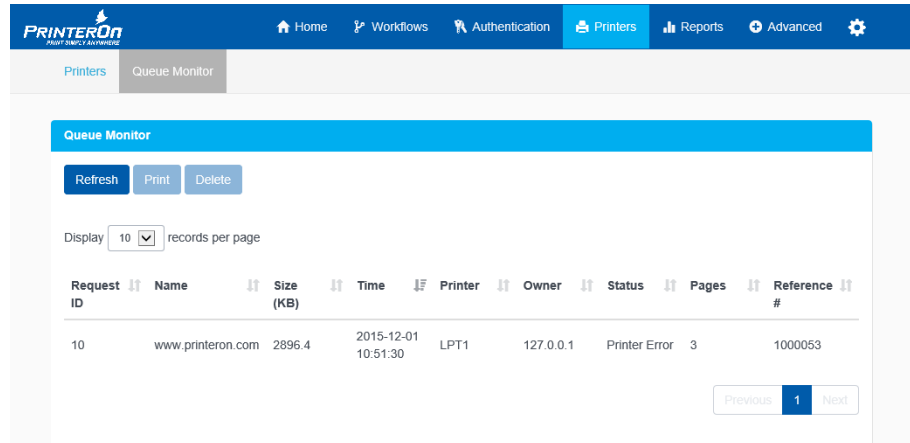 PRINTERON
PRINT SIMPLY ANYWHERE
Home Workflows Authentication Printers Reports Advanced
Printers Queue Monitor
Queue Monitor
Refresh Print Delete
Display 10 records per page
Request ID Name Size (KB) Time Printer Owner Status Pages Reference #
10 www.printeron.com 2896.4 2015-12-01 10:51:30 LPT1 127.0.0.1 Printer Error 3 1000053
Previous 1 Next